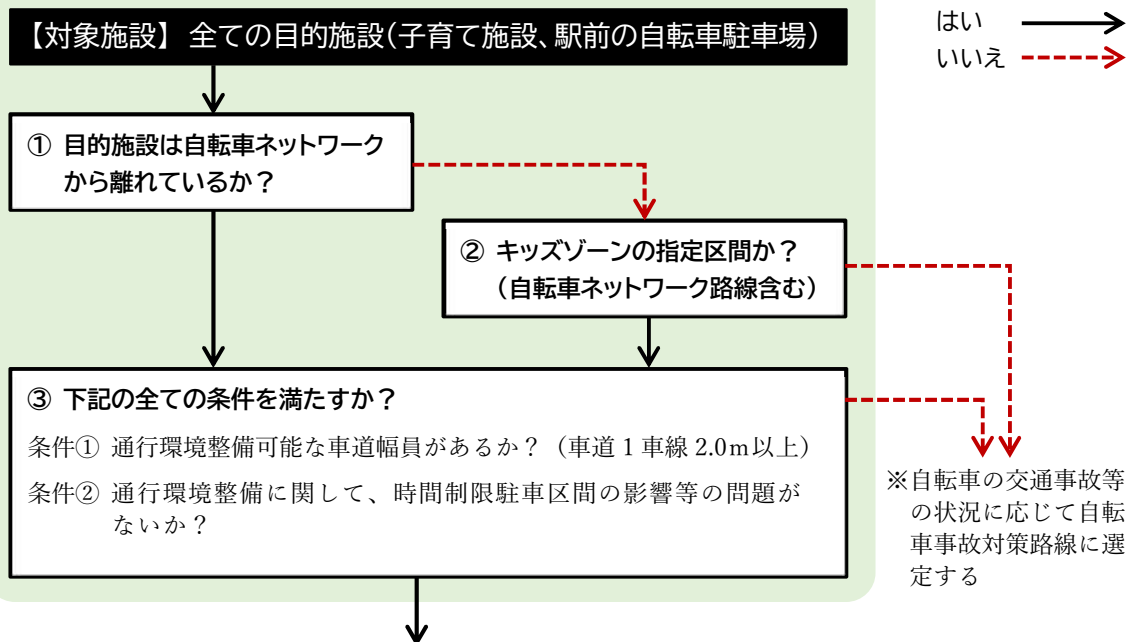 【対象施設】全ての目的施設(子育て施設、駅前の自転車駐車場)
はい
いいえ
① 目的施設は自転車ネットワーク
から離れているか？
② キッズゾーンの指定区間か？
（自転車ネットワーク路線含む）
③ 下記の全ての条件を満たすか？
条件① 通行環境整備可能な車道幅員があるか？（車道１車線 2.0m以上）
条件② 通行環境整備に関して、時間制限駐車区間の影響等の問題が
ないか？
※自転車の交通事故等
の状況に応じて自転
車事故対策路線に選
定する